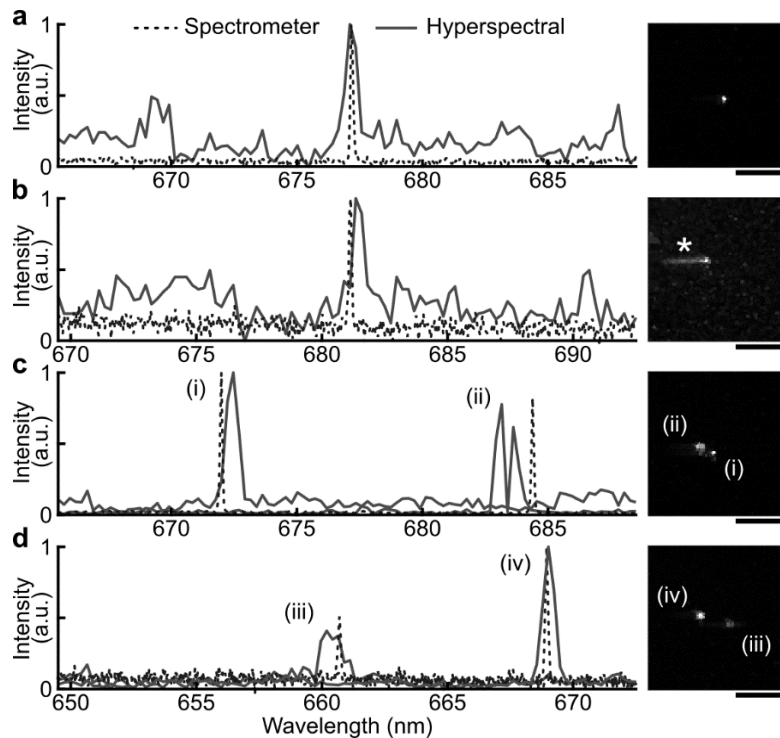 a
Spectrometer
Hyperspectral
Intensity
(a.u.)
1
0
670
675
680
685
b
*
Intensity
(a.u.)
1
0
670
675
680
685
690
c
(i)
(ii)
(ii)
(i)
Intensity
(a.u.)
1
0
670
675
680
685
d
(iii)
(iv)
(iv)
(iii)
Intensity
(a.u.)
1
0
650
655
660
665
670
Wavelength (nm)